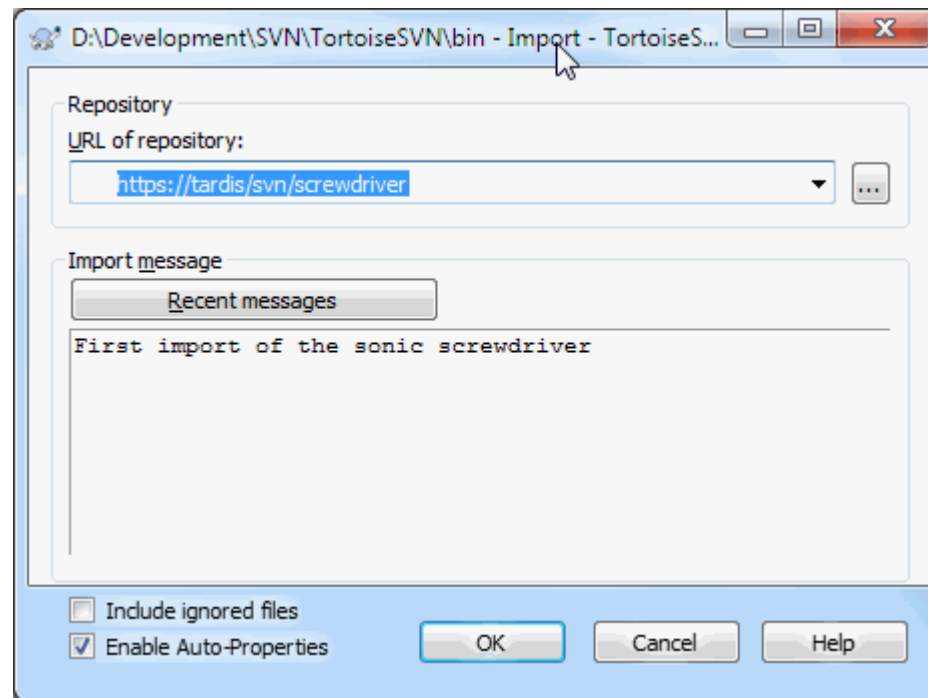 D:\Development\SVN\TortoiseSVN\bin - Import - TortoiseS...
Repository
URL of repository:
https://tardis/svn/screwdriver
...
Import message
Recent messages
First import of the sonic screwdriver
Include ignored files
Enable Auto-Properties
OK
Cancel
Help